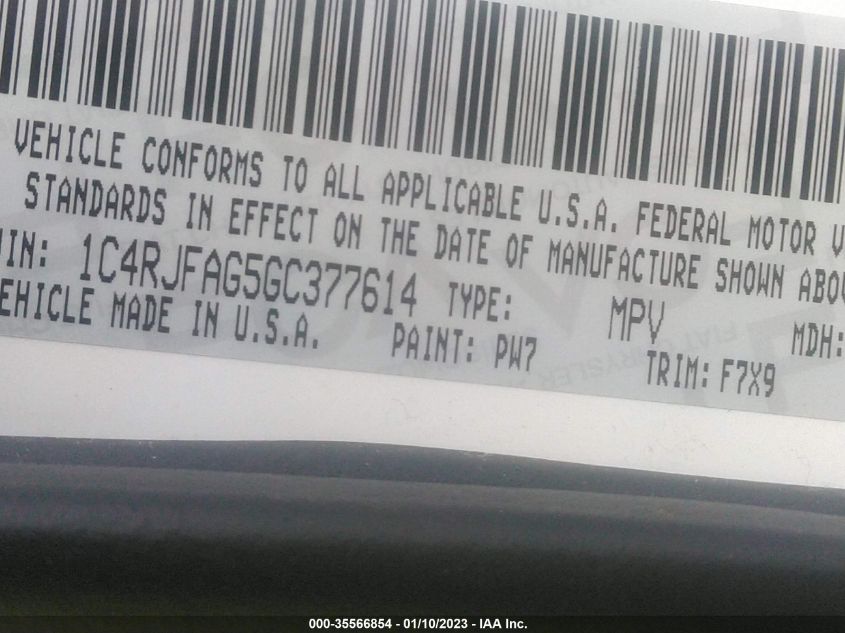 VEHICLE CONFORMS TO ALL APPLICABLE U.S.A. FEDERAL MOTOR V
STANDARDS IN EFFECT ON THE DATE OF MANUFACTURE SHOWN ABOV
IN: 1C4RJFAG5GC377614 TYPE: MPV MDH:
EHICLE MADE IN U.S.A. PAINT: PW7 TRIM: F7X9
000-35566854 — 01/10/2023 — IAA Inc.